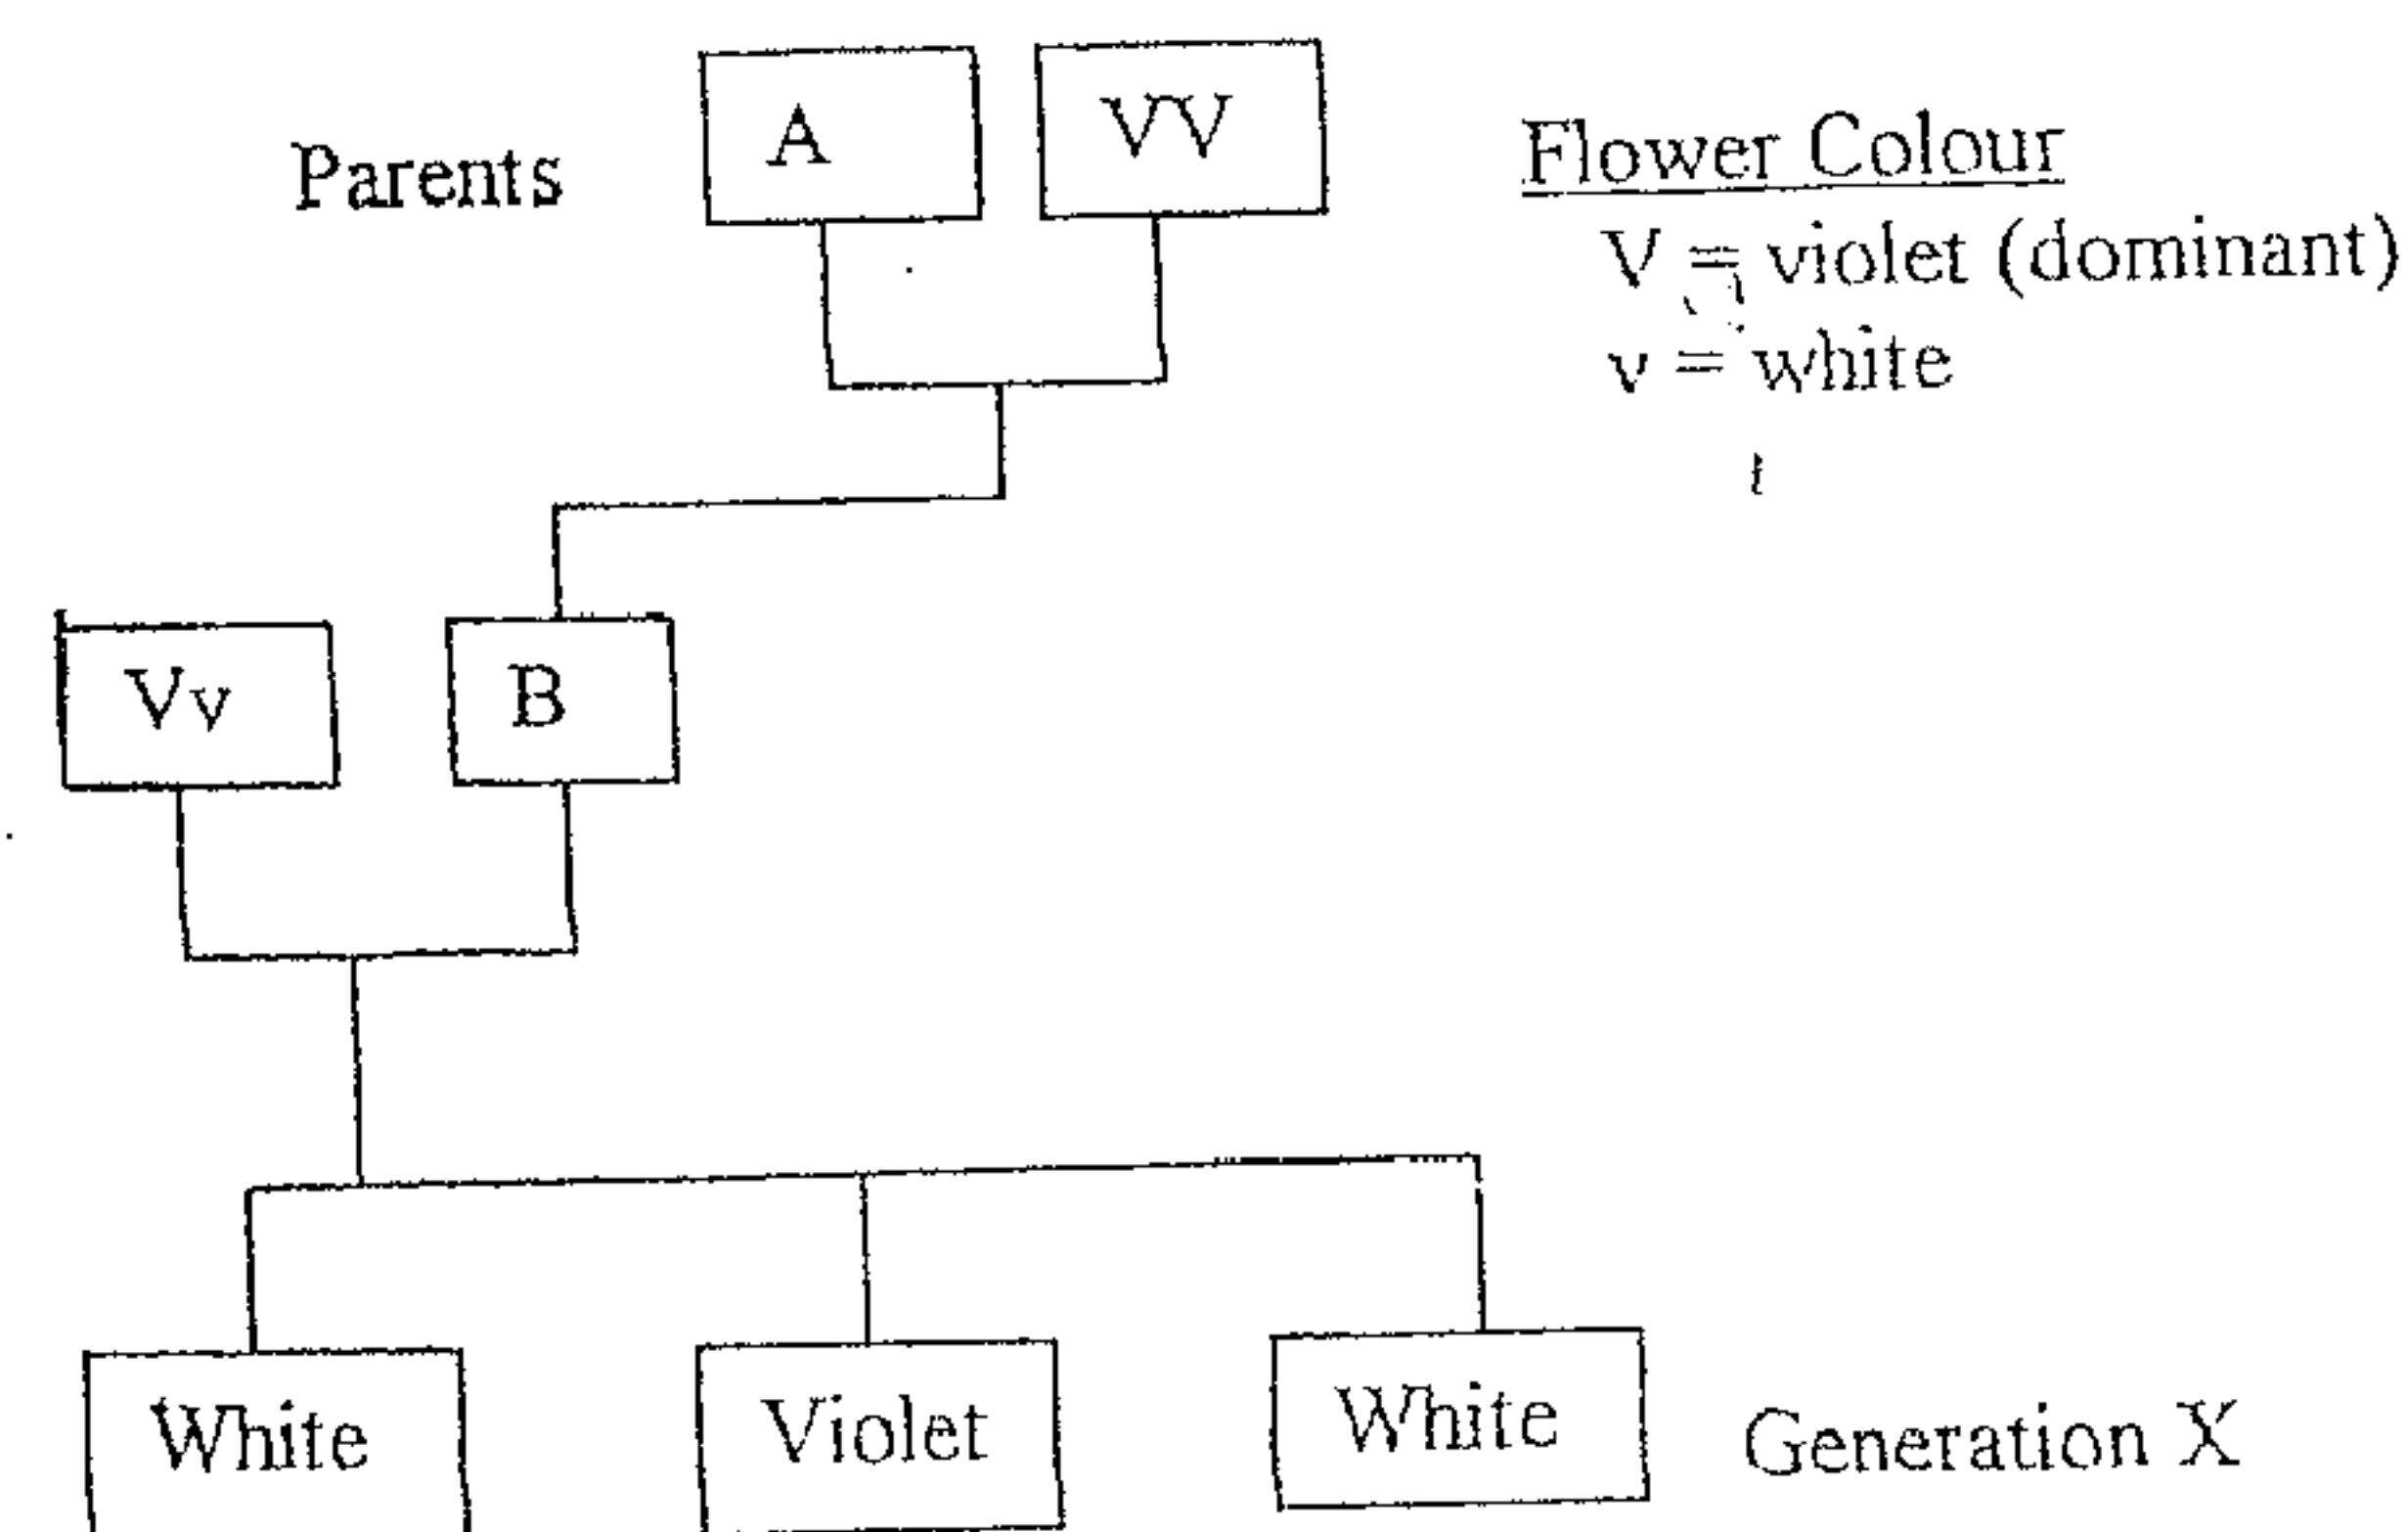 Parents
A
VV
Flower Colour
V = violet (dominant)
v = white
Vv
B
White
Violet
White
Generation X